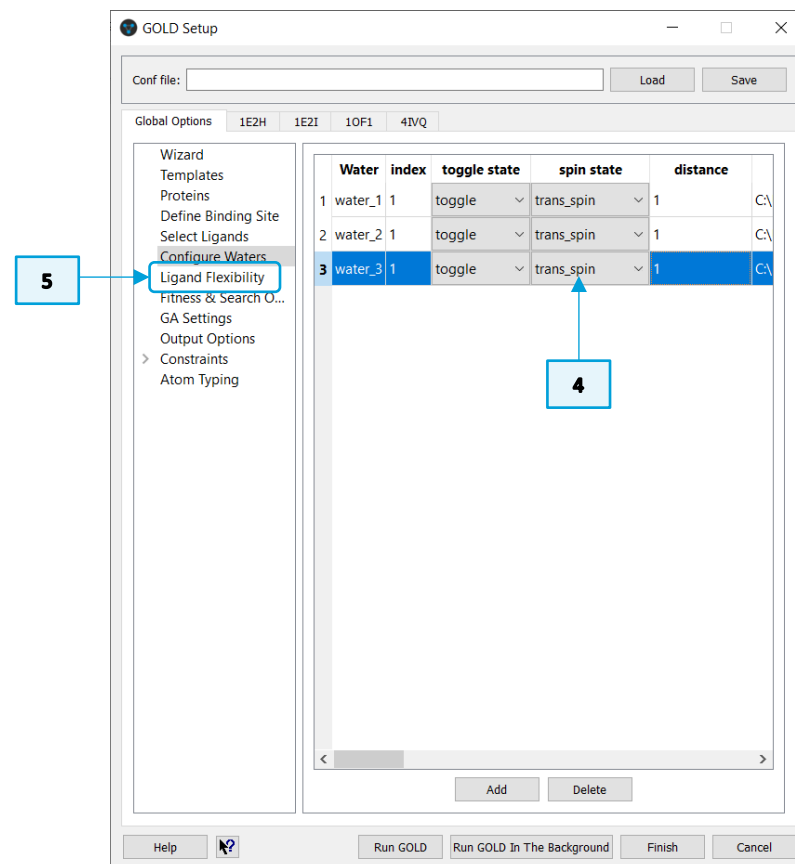 GOLD Setup
Conf file: Load Save
Global Options 1E2H 1E2I 1OF1 4IVQ
Wizard
Templates
Proteins
Define Binding Site
Select Ligands
Configure Waters
Ligand Flexibility
Fitness & Search O...
GA Settings
Output Options
Constraints
Atom Typing
5
Water index toggle state spin state distance
1 water_1 1 toggle trans_spin 1 C:\
2 water_2 1 toggle trans_spin 1 C:\
3 water_3 1 toggle trans_spin 1 C:\
4
Add Delete
Help ? Run GOLD Run GOLD In The Background Finish Cancel